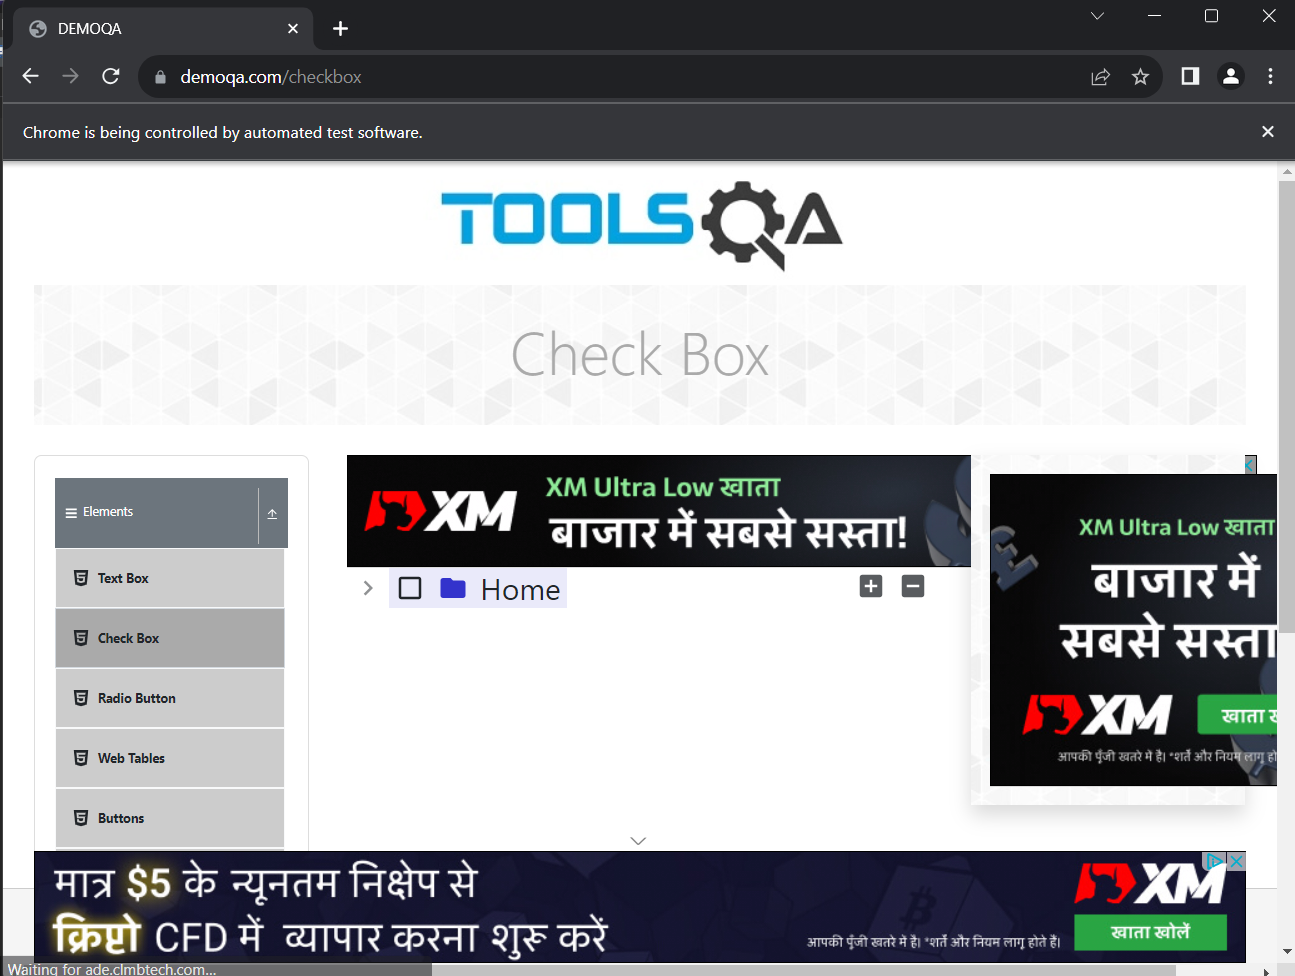 DEMOQA
demoqa.com/checkbox
Chrome is being controlled by automated test software.
TOOLSQA
Check Box
Elements
Text Box
Check Box
Radio Button
Web Tables
Buttons
XM
XM Ultra Low खाता
बाजार में सबसे सस्ता!
Home
XM Ultra Low खाता
बाजार में
सबसे सस्ता
XM
खाता
आपकी पूँजी खतरे में है। *शर्तें और नियम लागू हो
मात्र $5 के न्यूनतम निक्षेप से
क्रिप्टो CFD में व्यापार करना शुरू करें
आपकी पूँजी खतरे में है। *शर्तें और नियम लागू होते हैं।
XM
खाता खोलें
Waiting for ade.clmbtech.com...